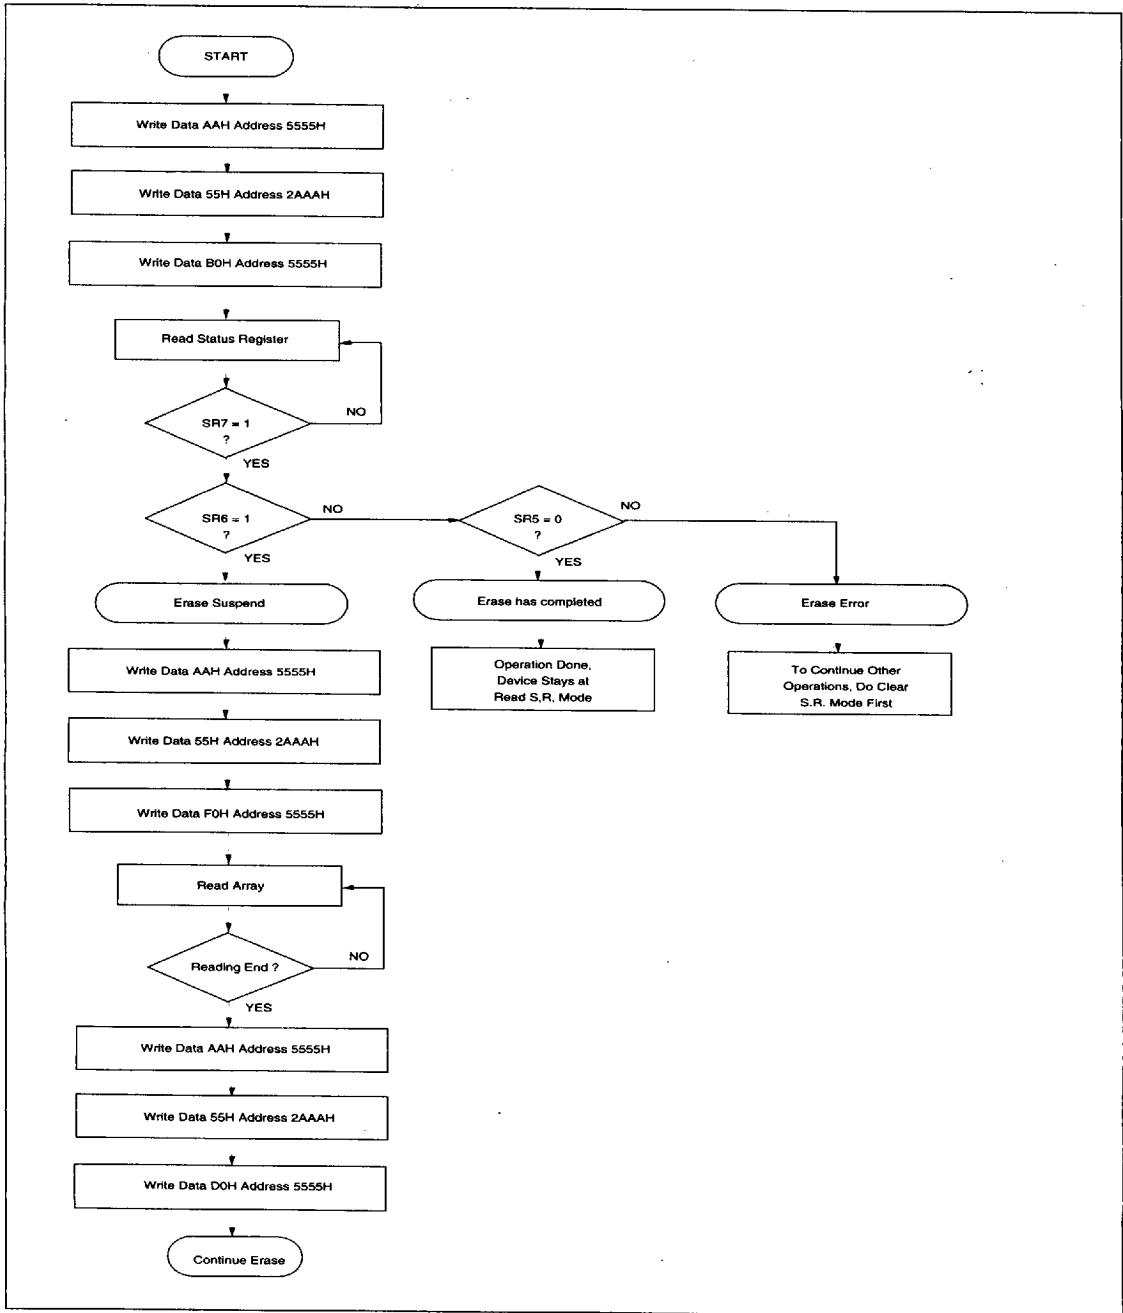 START
Write Data AAH Address 5555H
Write Data 55H Address 2AAAH
Write Data B0H Address 5555H
Read Status Register
SR7 = 1
?
NO
YES
SR6 = 1
?
NO
YES
SR5 = 0
?
NO
YES
Erase Suspend
Erase has completed
Erase Error
Write Data AAH Address 5555H
Operation Done,
Device Stays at
Read S,R, Mode
To Continue Other
Operations, Do Clear
S.R. Mode First
Write Data 55H Address 2AAAH
Write Data F0H Address 5555H
Read Array
Reading End ?
NO
YES
Write Data AAH Address 5555H
Write Data 55H Address 2AAAH
Write Data D0H Address 5555H
Continue Erase